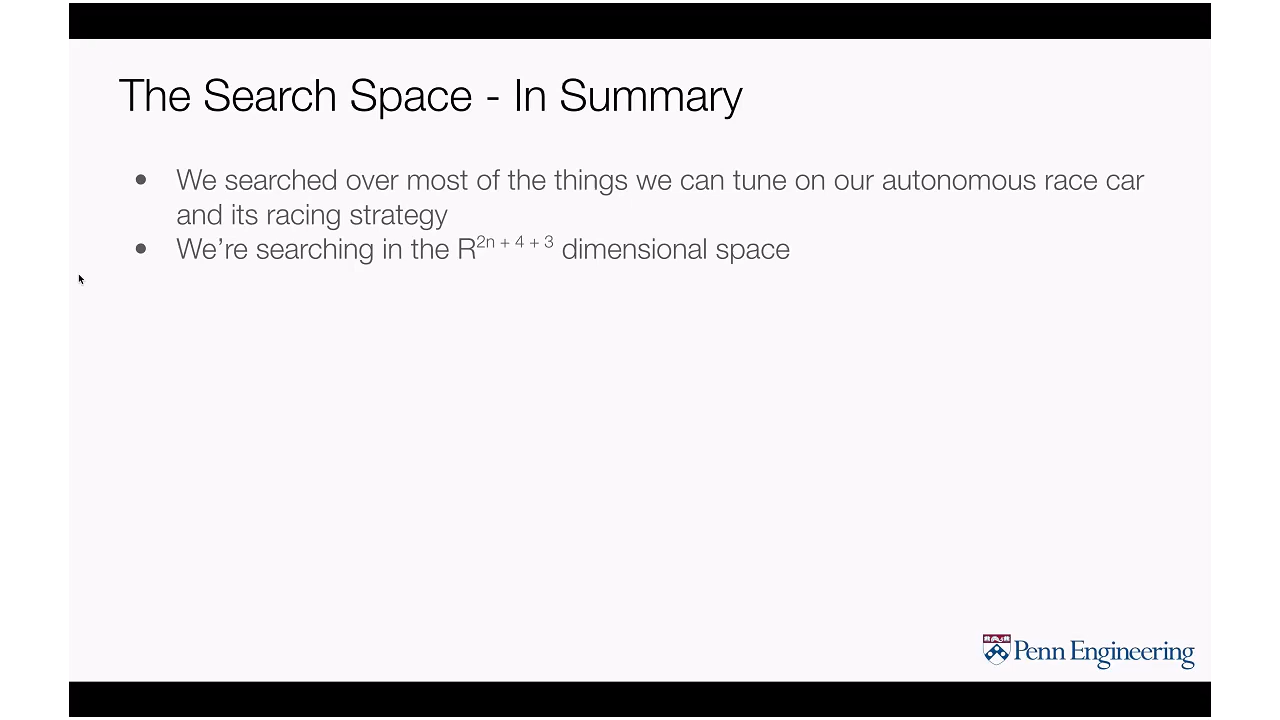 The Search Space - In Summary
● We searched over most of the things we can tune on our autonomous race car
and its racing strategy
● We’re searching in the R²ⁿ ⁺ ⁴ ⁺ ³ dimensional space
Penn Engineering